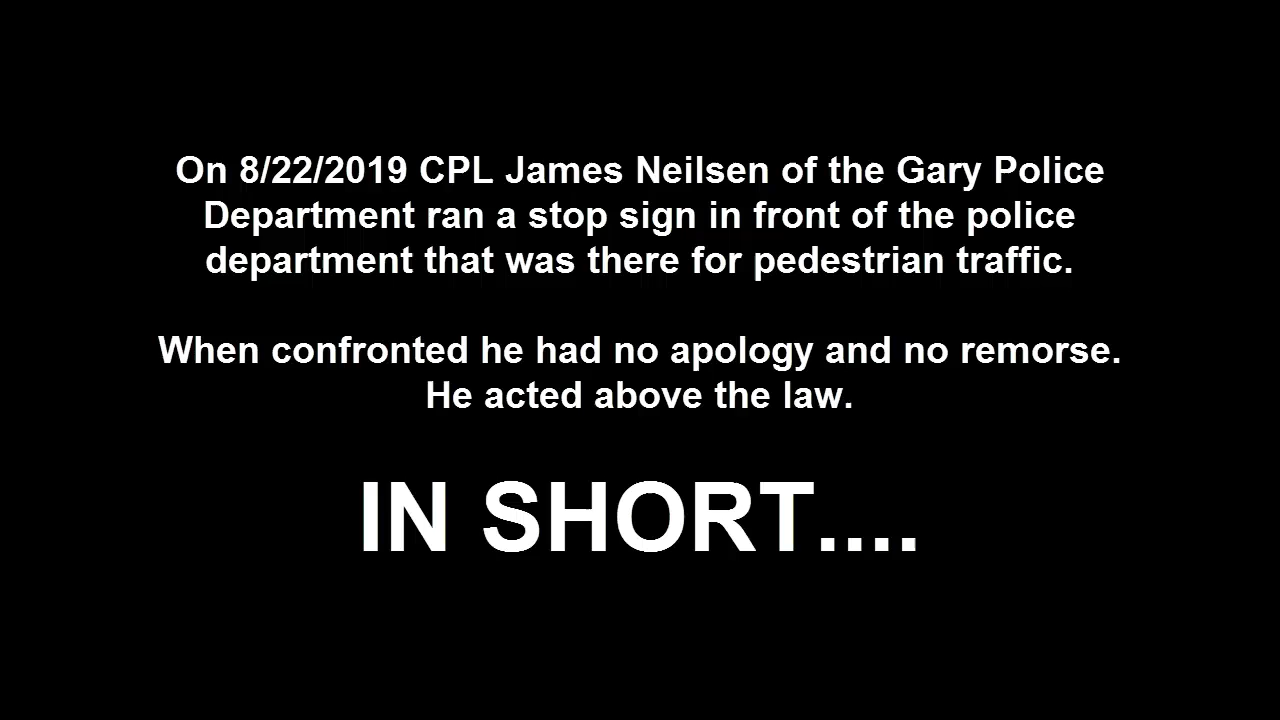 On 8/22/2019 CPL James Neilsen of the Gary Police
Department ran a stop sign in front of the police
department that was there for pedestrian traffic.
When confronted he had no apology and no remorse.
He acted above the law.
IN SHORT....